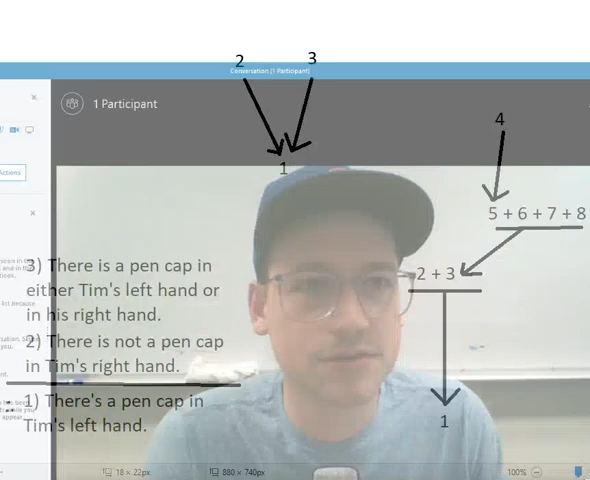 2
3
Conversation (1 Participant)
1 Participant
4
1
Actions
5 + 6 + 7 + 8
3) There is a pen cap in
either Tim's left hand or
in his right hand.
2 + 3
2) There is not a pen cap
in Tim's right hand.
1) There's a pen cap in
Tim's left hand.
1
18 × 22px
880 × 740px
100%